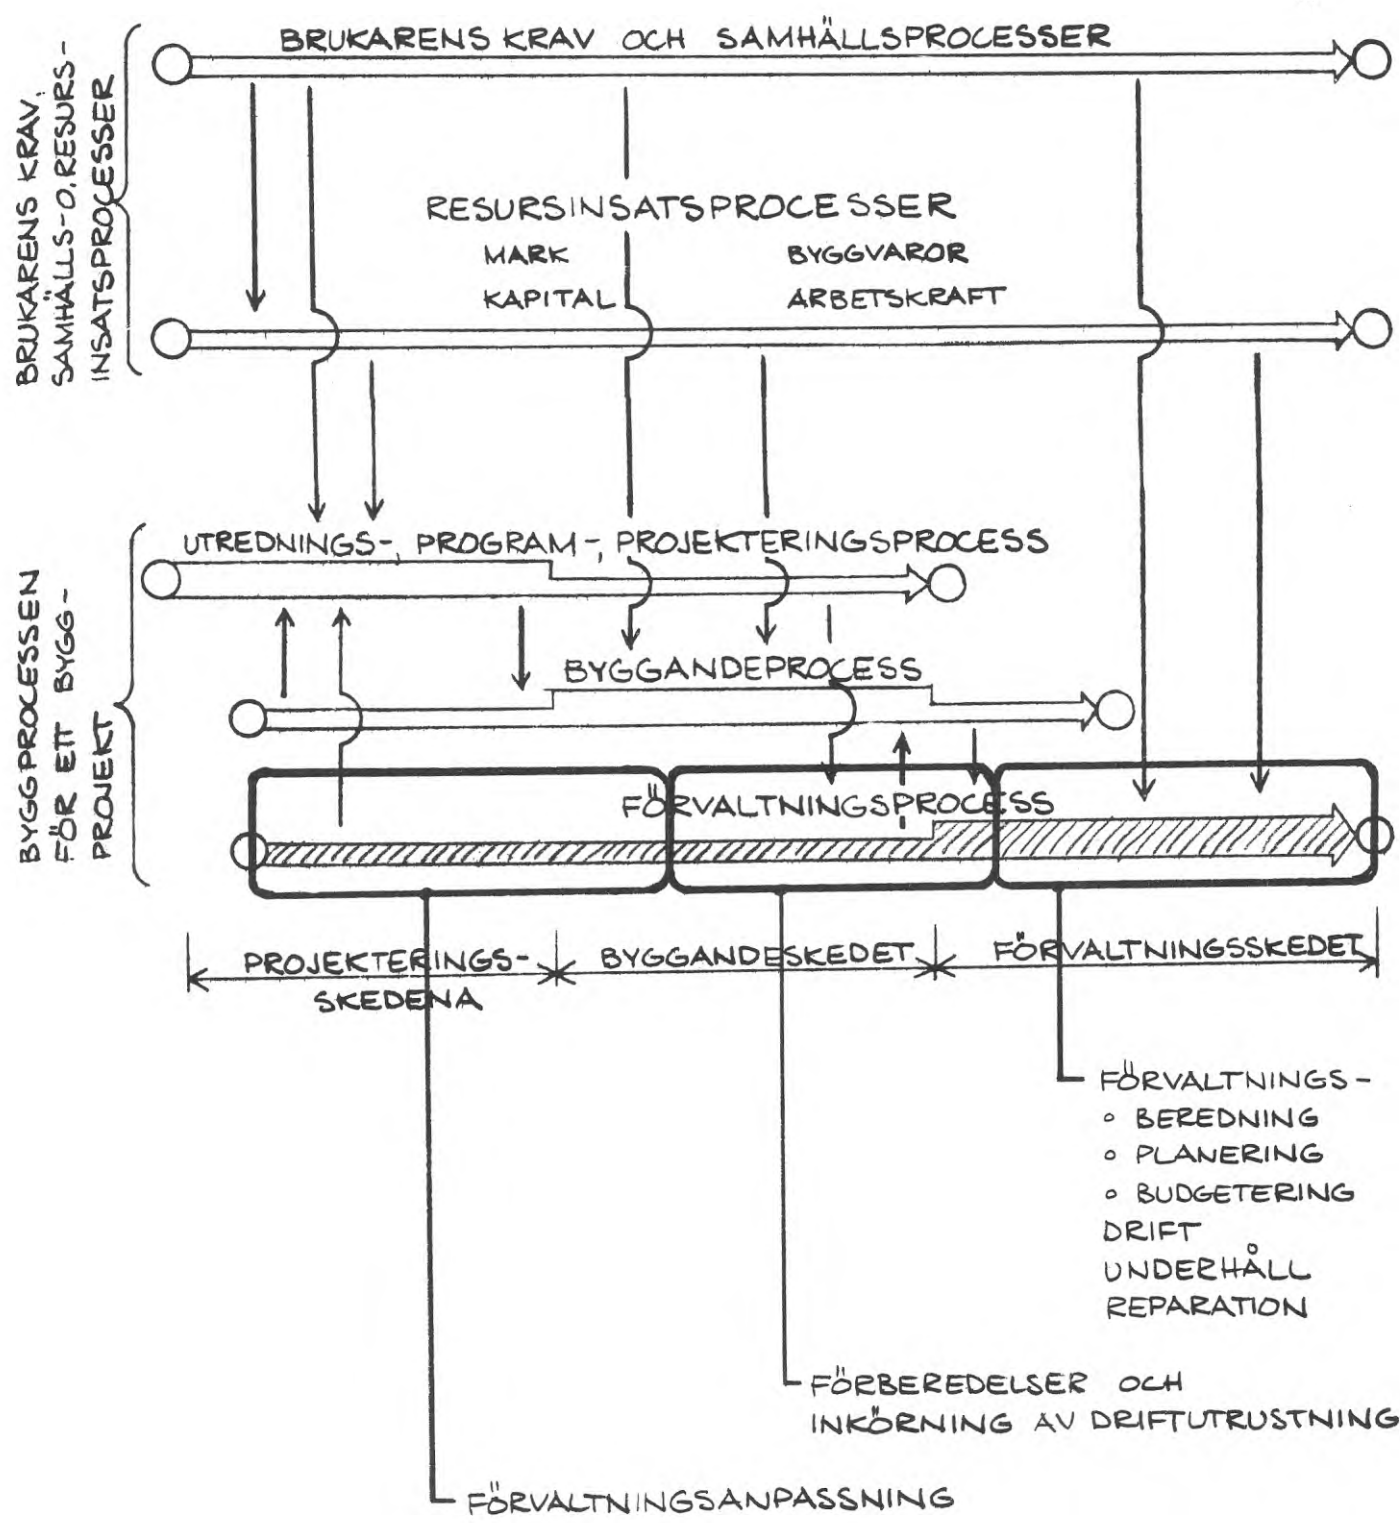 BRUKARENS KRAV OCH SAMHÄLLSPROCESSER
BRUKARENS KRAV,
SAMHÄLLS-O.RESURS-
INSATSPROCESSER
RESURSINSATSPROCESSER
MARK
BYGGVAROR
KAPITAL
ARBETSKRAFT
UTREDNINGS-, PROGRAM-, PROJEKTERINGSPROCESS
BYGGPROCESSEN
FÖR ETT BYGG-
PROJEKT
BYGGANDEPROCESS
FÖRVALTNINGSPROCESS
PROJEKTERINGS-
SKEDENA
BYGGANDESKEDET
FÖRVALTNINGSSKEDET
FÖRVALTNINGS-
o BEREDNING
o PLANERING
o BUDGETERING
DRIFT
UNDERHÅLL
REPARATION
FÖRBEREDELSER OCH
INKÖRNING AV DRIFTUTRUSTNING
FÖRVALTNINGSANPASSNING